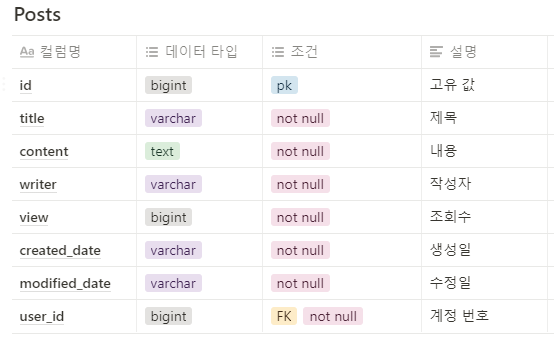 Posts
Aa 컬럼명 데이터 타입 조건 설명
id bigint pk 고유 값
title varchar not null 제목
content text not null 내용
writer varchar not null 작성자
view bigint not null 조회수
created_date varchar not null 생성일
modified_date varchar not null 수정일
user_id bigint FK not null 계정 번호